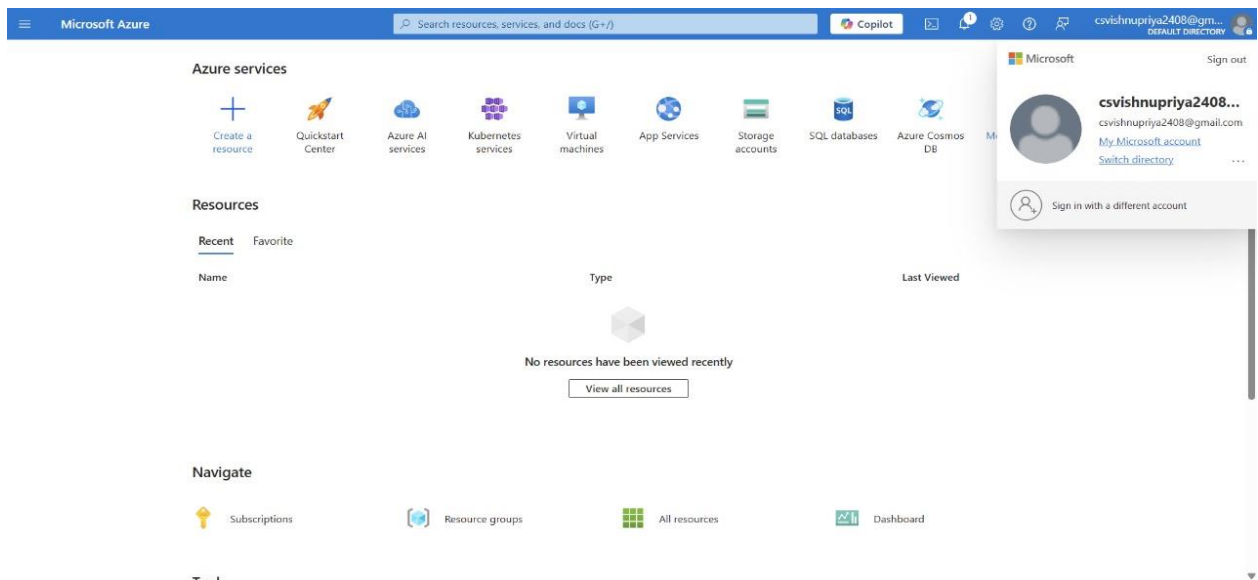 Microsoft Azure
Search resources, services, and docs (G+/)
Copilot
1
csvishnupriya2408@gm...
DEFAULT DIRECTORY
Microsoft
Sign out
csvishnupriya2408...
csvishnupriya2408@gmail.com
My Microsoft account
Switch directory
...
Sign in with a different account
Azure services
Create a
resource
Quickstart
Center
Azure AI
services
Kubernetes
services
Virtual
machines
App Services
Storage
accounts
SQL
SQL databases
Azure Cosmos
DB
Resources
Recent
Favorite
Name
Type
Last Viewed
No resources have been viewed recently
View all resources
Navigate
Subscriptions
Resource groups
All resources
Dashboard